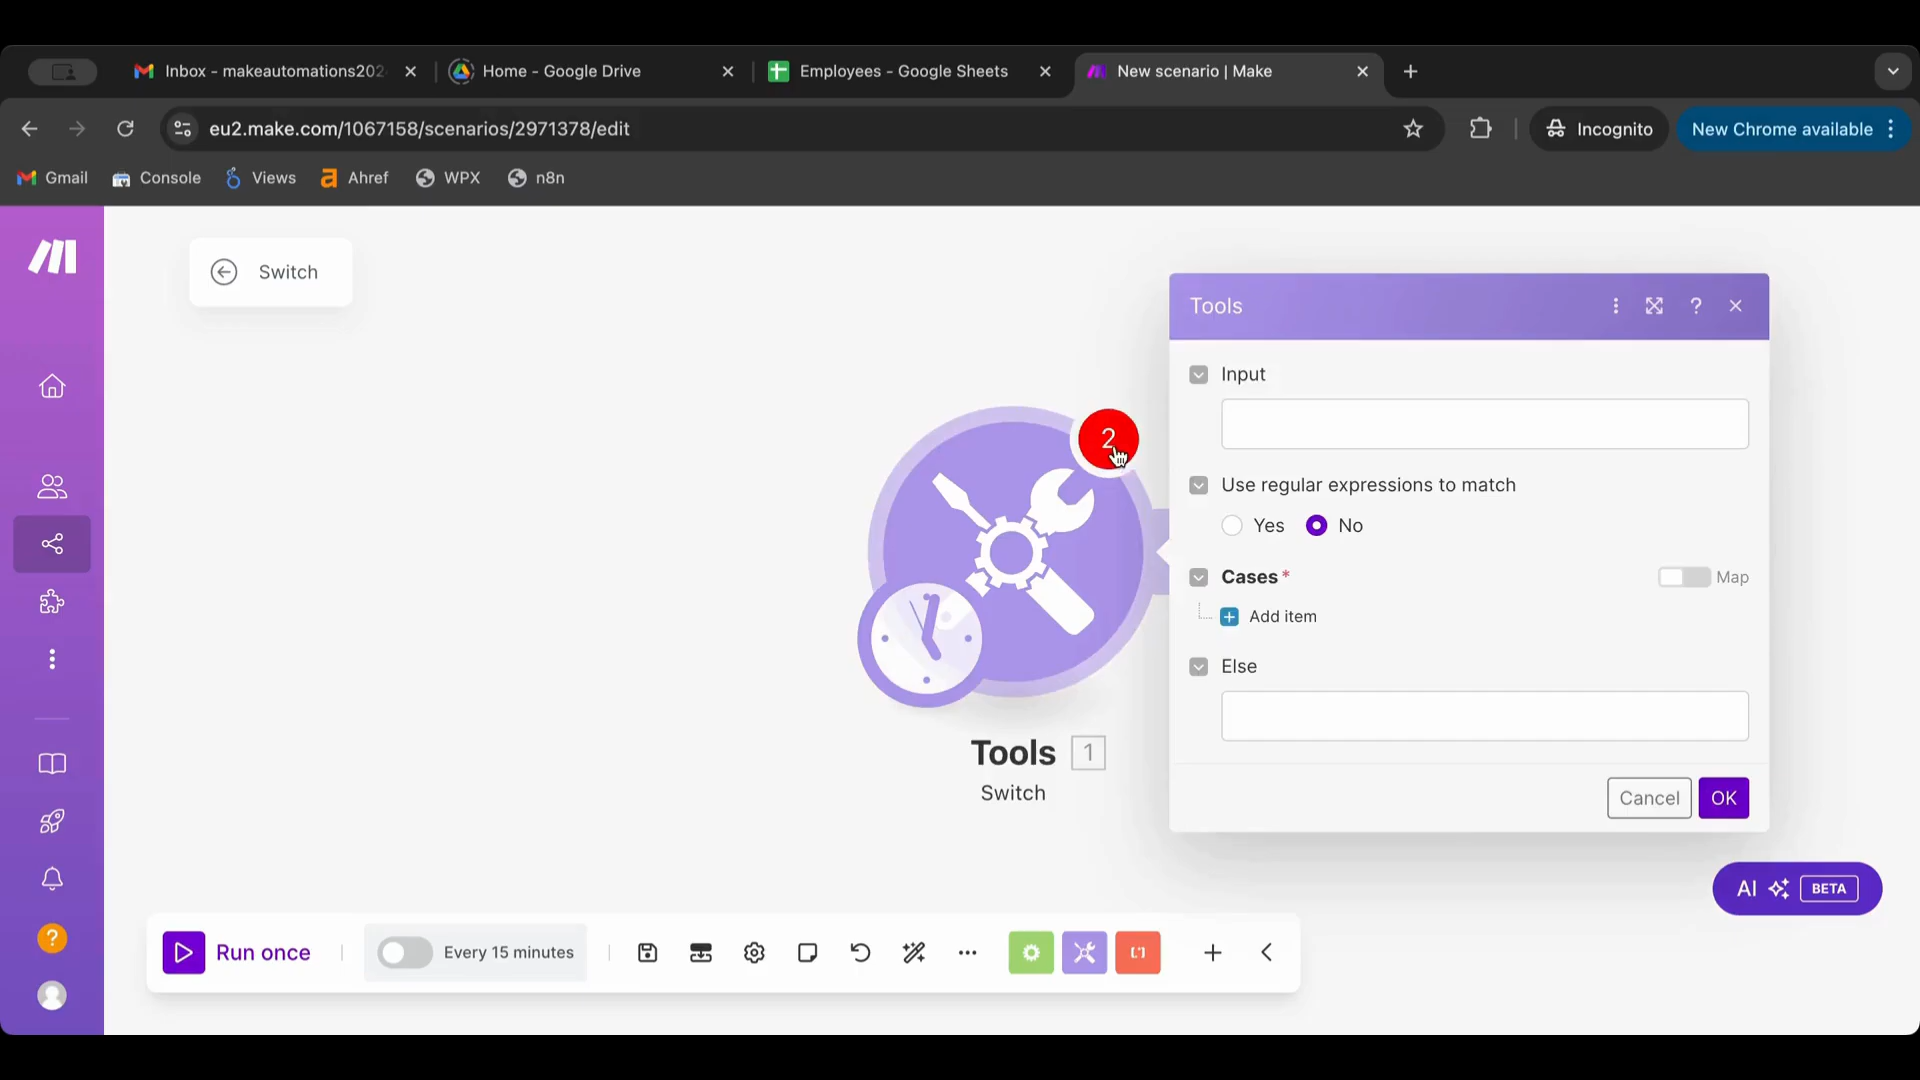 Inbox - makeautomations202
Home - Google Drive
Employees - Google Sheets
New scenario | Make
eu2.make.com/1067158/scenarios/2971378/edit
Incognito
New Chrome available
Gmail
Console
Views
Ahref
WPX
n8n
Switch
Tools
Input
Use regular expressions to match
Yes
No
Cases *
Map
Add item
Else
Cancel
OK
2
Tools 1
Switch
AI BETA
Run once
Every 15 minutes